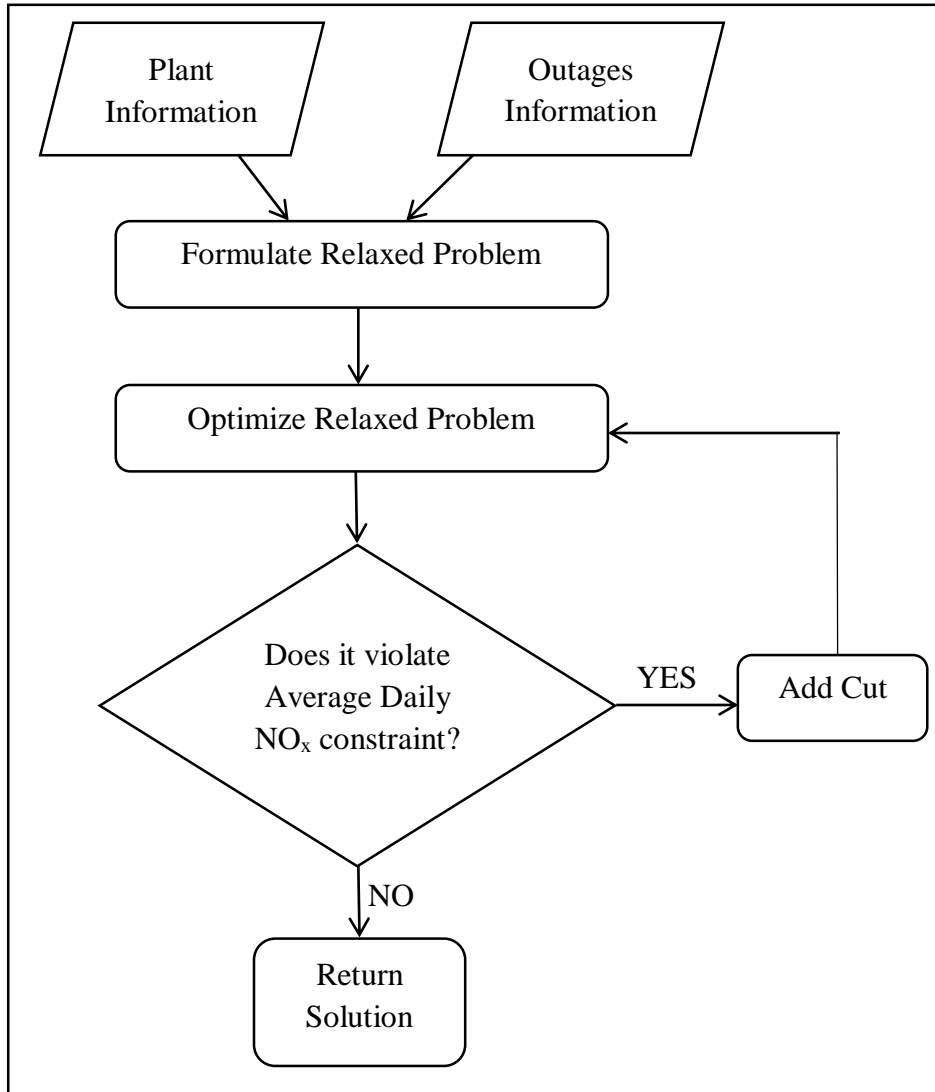 Plant
Information
Outages
Information
Formulate Relaxed Problem
Optimize Relaxed Problem
Does it violate
Average Daily
NOₓ constraint?
YES
Add Cut
NO
Return
Solution